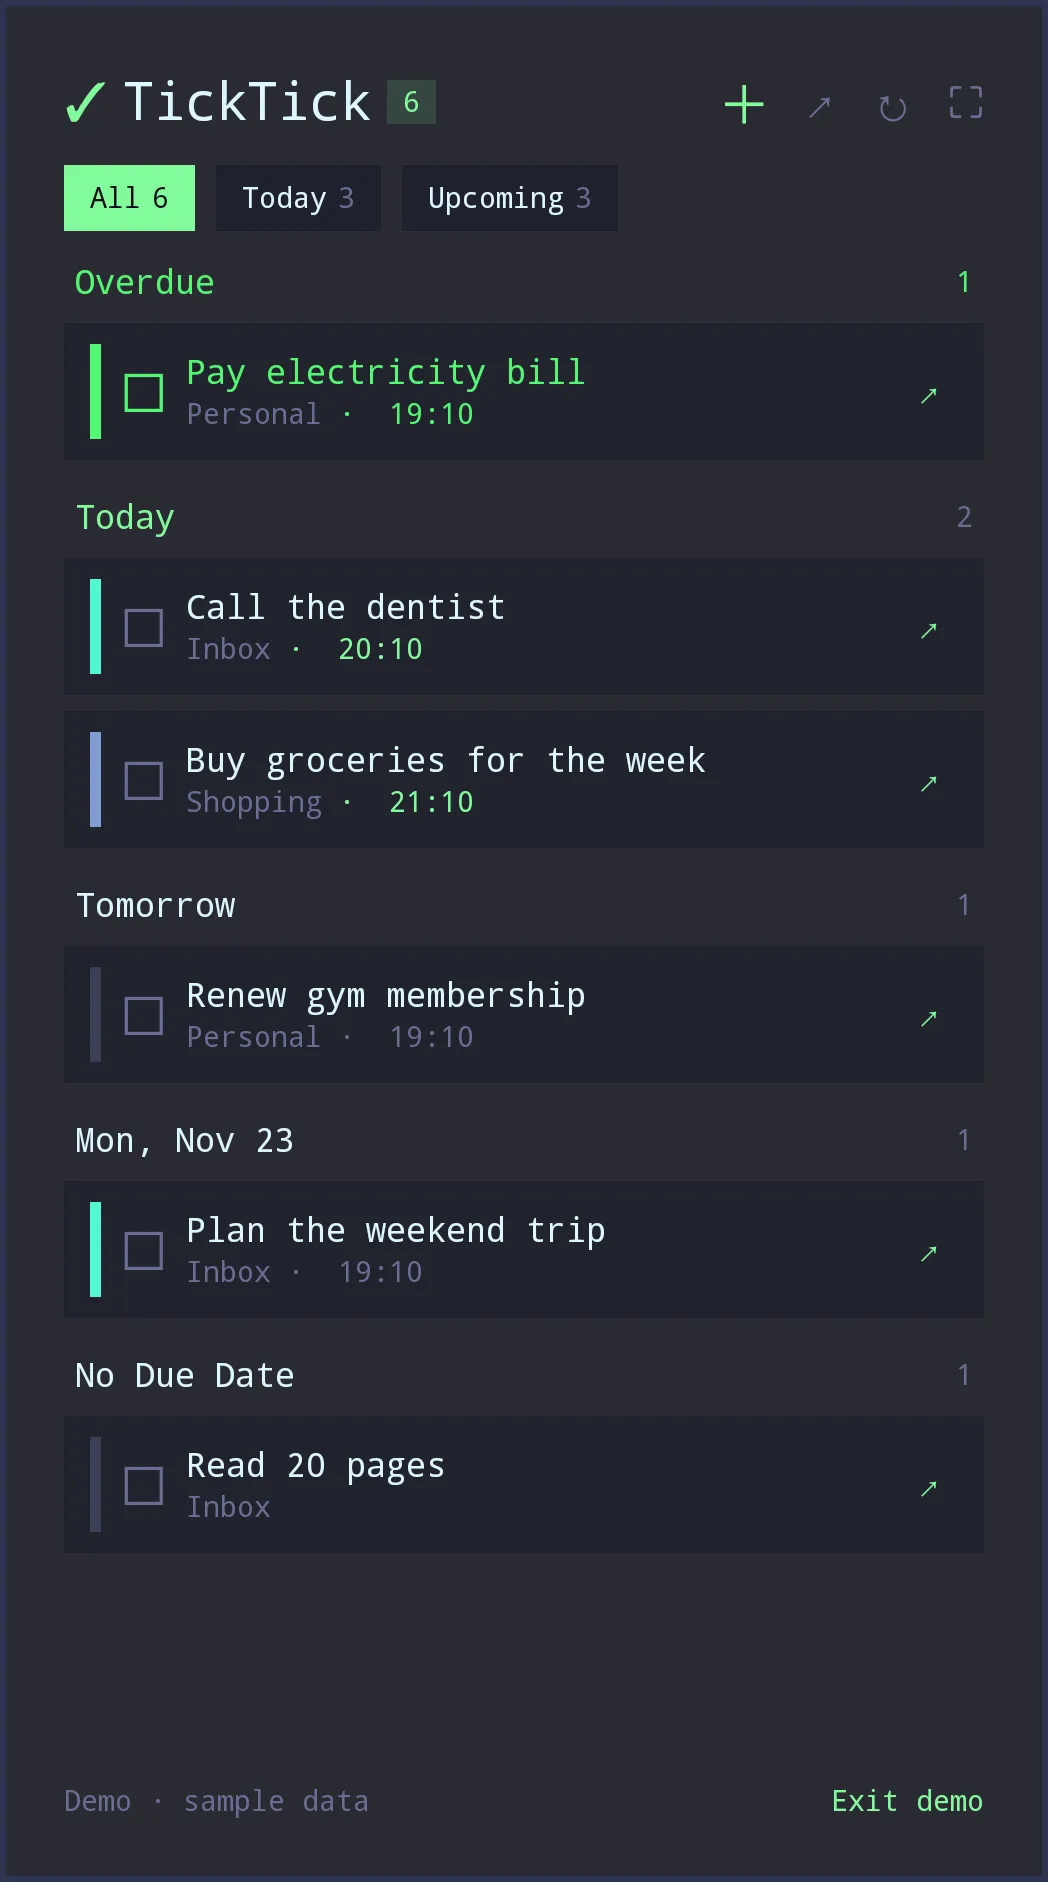 ✓ TickTick 6
All 6 Today 3 Upcoming 3
Overdue 1
Pay electricity bill
Personal · 19:10
Today 2
Call the dentist
Inbox · 20:10
Buy groceries for the week
Shopping · 21:10
Tomorrow 1
Renew gym membership
Personal · 19:10
Mon, Nov 23 1
Plan the weekend trip
Inbox · 19:10
No Due Date 1
Read 20 pages
Inbox
Demo · sample data Exit demo